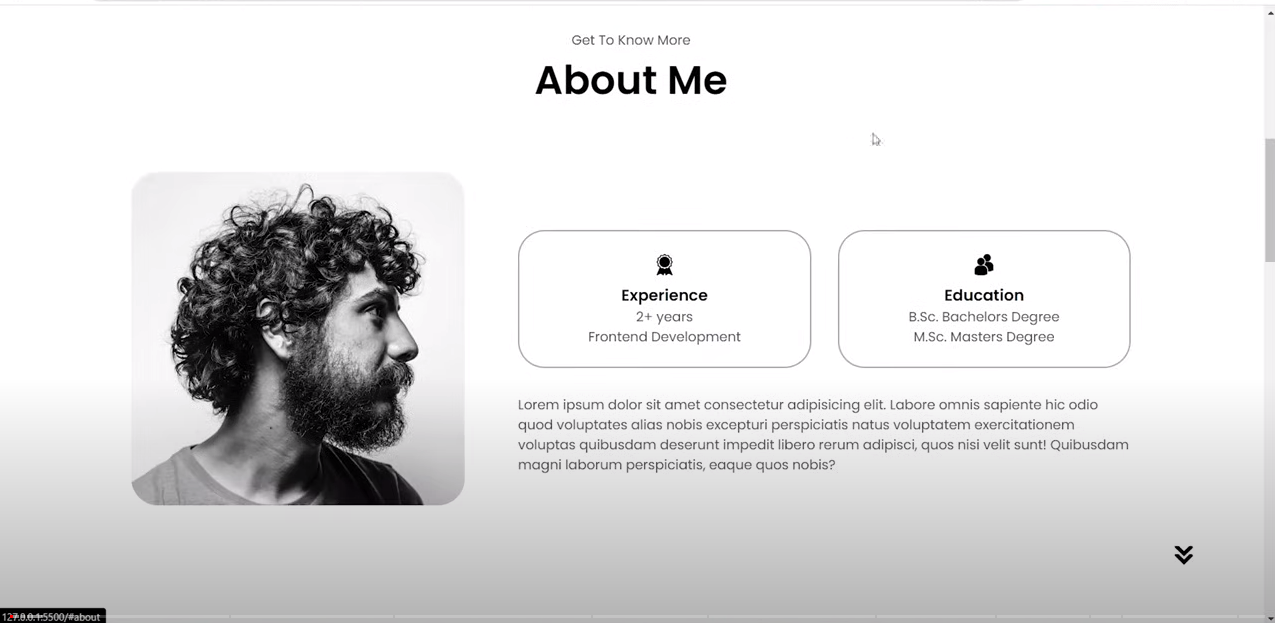 Get To Know More
About Me
Experience
2+ years
Frontend Development
Education
B.Sc. Bachelors Degree
M.Sc. Masters Degree
Lorem ipsum dolor sit amet consectetur adipisicing elit. Labore omnis sapiente hic odio
quod voluptates alias nobis excepturi perspiciatis natus voluptatem exercitationem
voluptas quibusdam deserunt impedit libero rerum adipisci, quos nisi velit sunt! Quibusdam
magni laborum perspiciatis, eaque quos nobis?
127.0.0.1:5500/#about